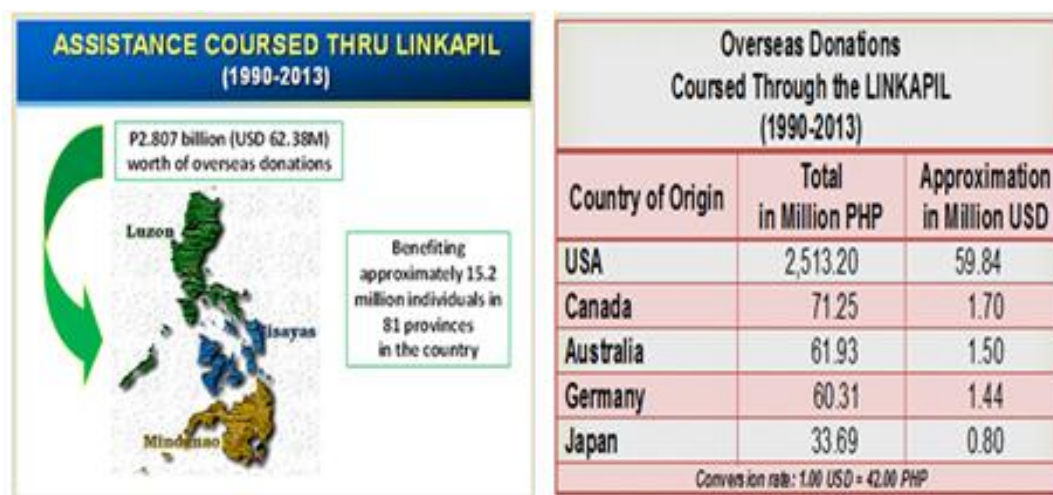 ASSISTANCE COURSED THRU LINKAPIL
(1990-2013)
P2.807 billion (USD 62.38M)
worth of overseas donations
Luzon
Benefiting
approximately 15.2
million individuals in
81 provinces
in the country
isayas
Mindanao
Overseas Donations
Coursed Through the LINKAPIL
(1990-2013)
Country of Origin Total in Million PHP Approximation in Million USD
USA 2,513.20 59.84
Canada 71.25 1.70
Australia 61.93 1.50
Germany 60.31 1.44
Japan 33.69 0.80
Conversion rate: 1.00 USD = 42.00 PHP